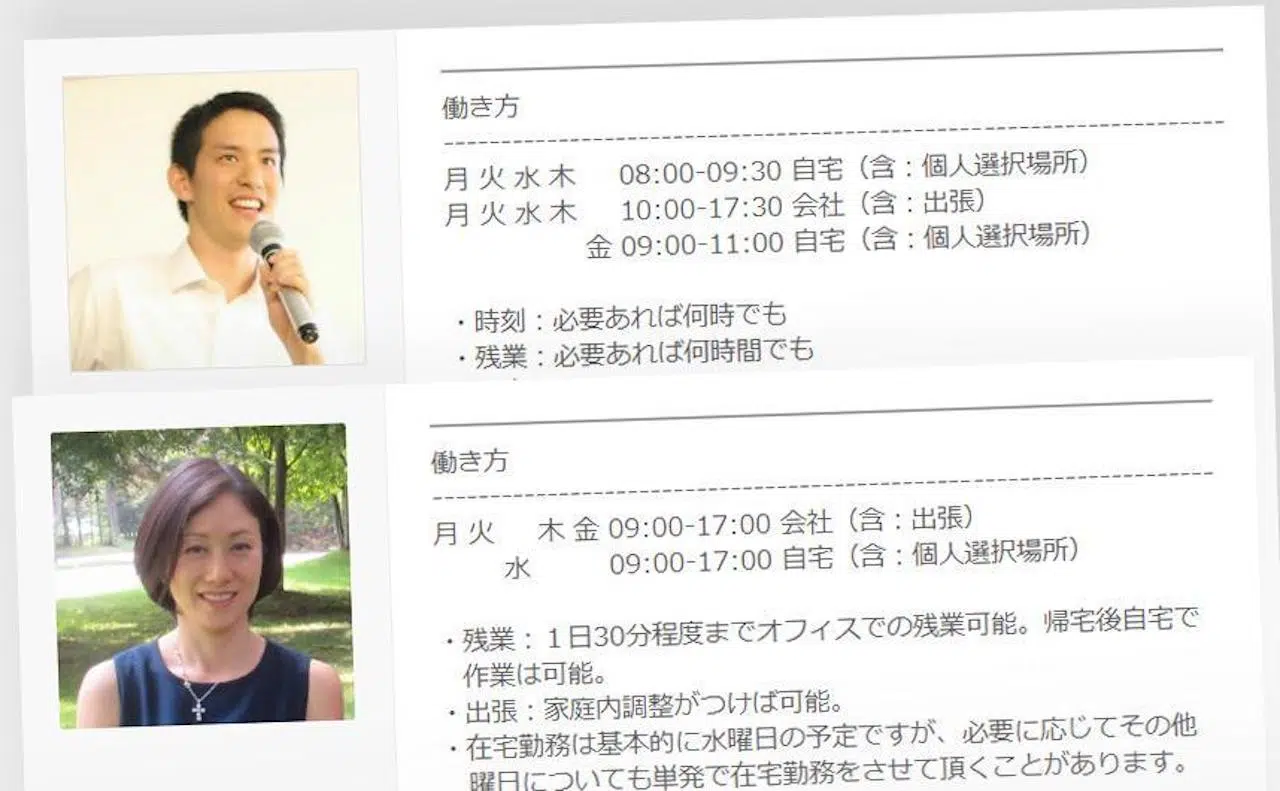 働き方
月 火 水 木 08:00-09:30 自宅（含：個人選択場所）
月 火 水 木 10:00-17:30 会社（含：出張）
金 09:00-11:00 自宅（含：個人選択場所）
・時刻：必要あれば何時でも
・残業：必要あれば何時間でも
働き方
月 火 木 金 09:00-17:00 会社（含：出張）
水 09:00-17:00 自宅（含：個人選択場所）
・残業：１日30分程度までオフィスでの残業可能。帰宅後自宅で
作業は可能。
・出張：家庭内調整がつけば可能。
・在宅勤務は基本的に水曜日の予定ですが、必要に応じてその他
曜日についても単発で在宅勤務をさせて頂くことがあります。